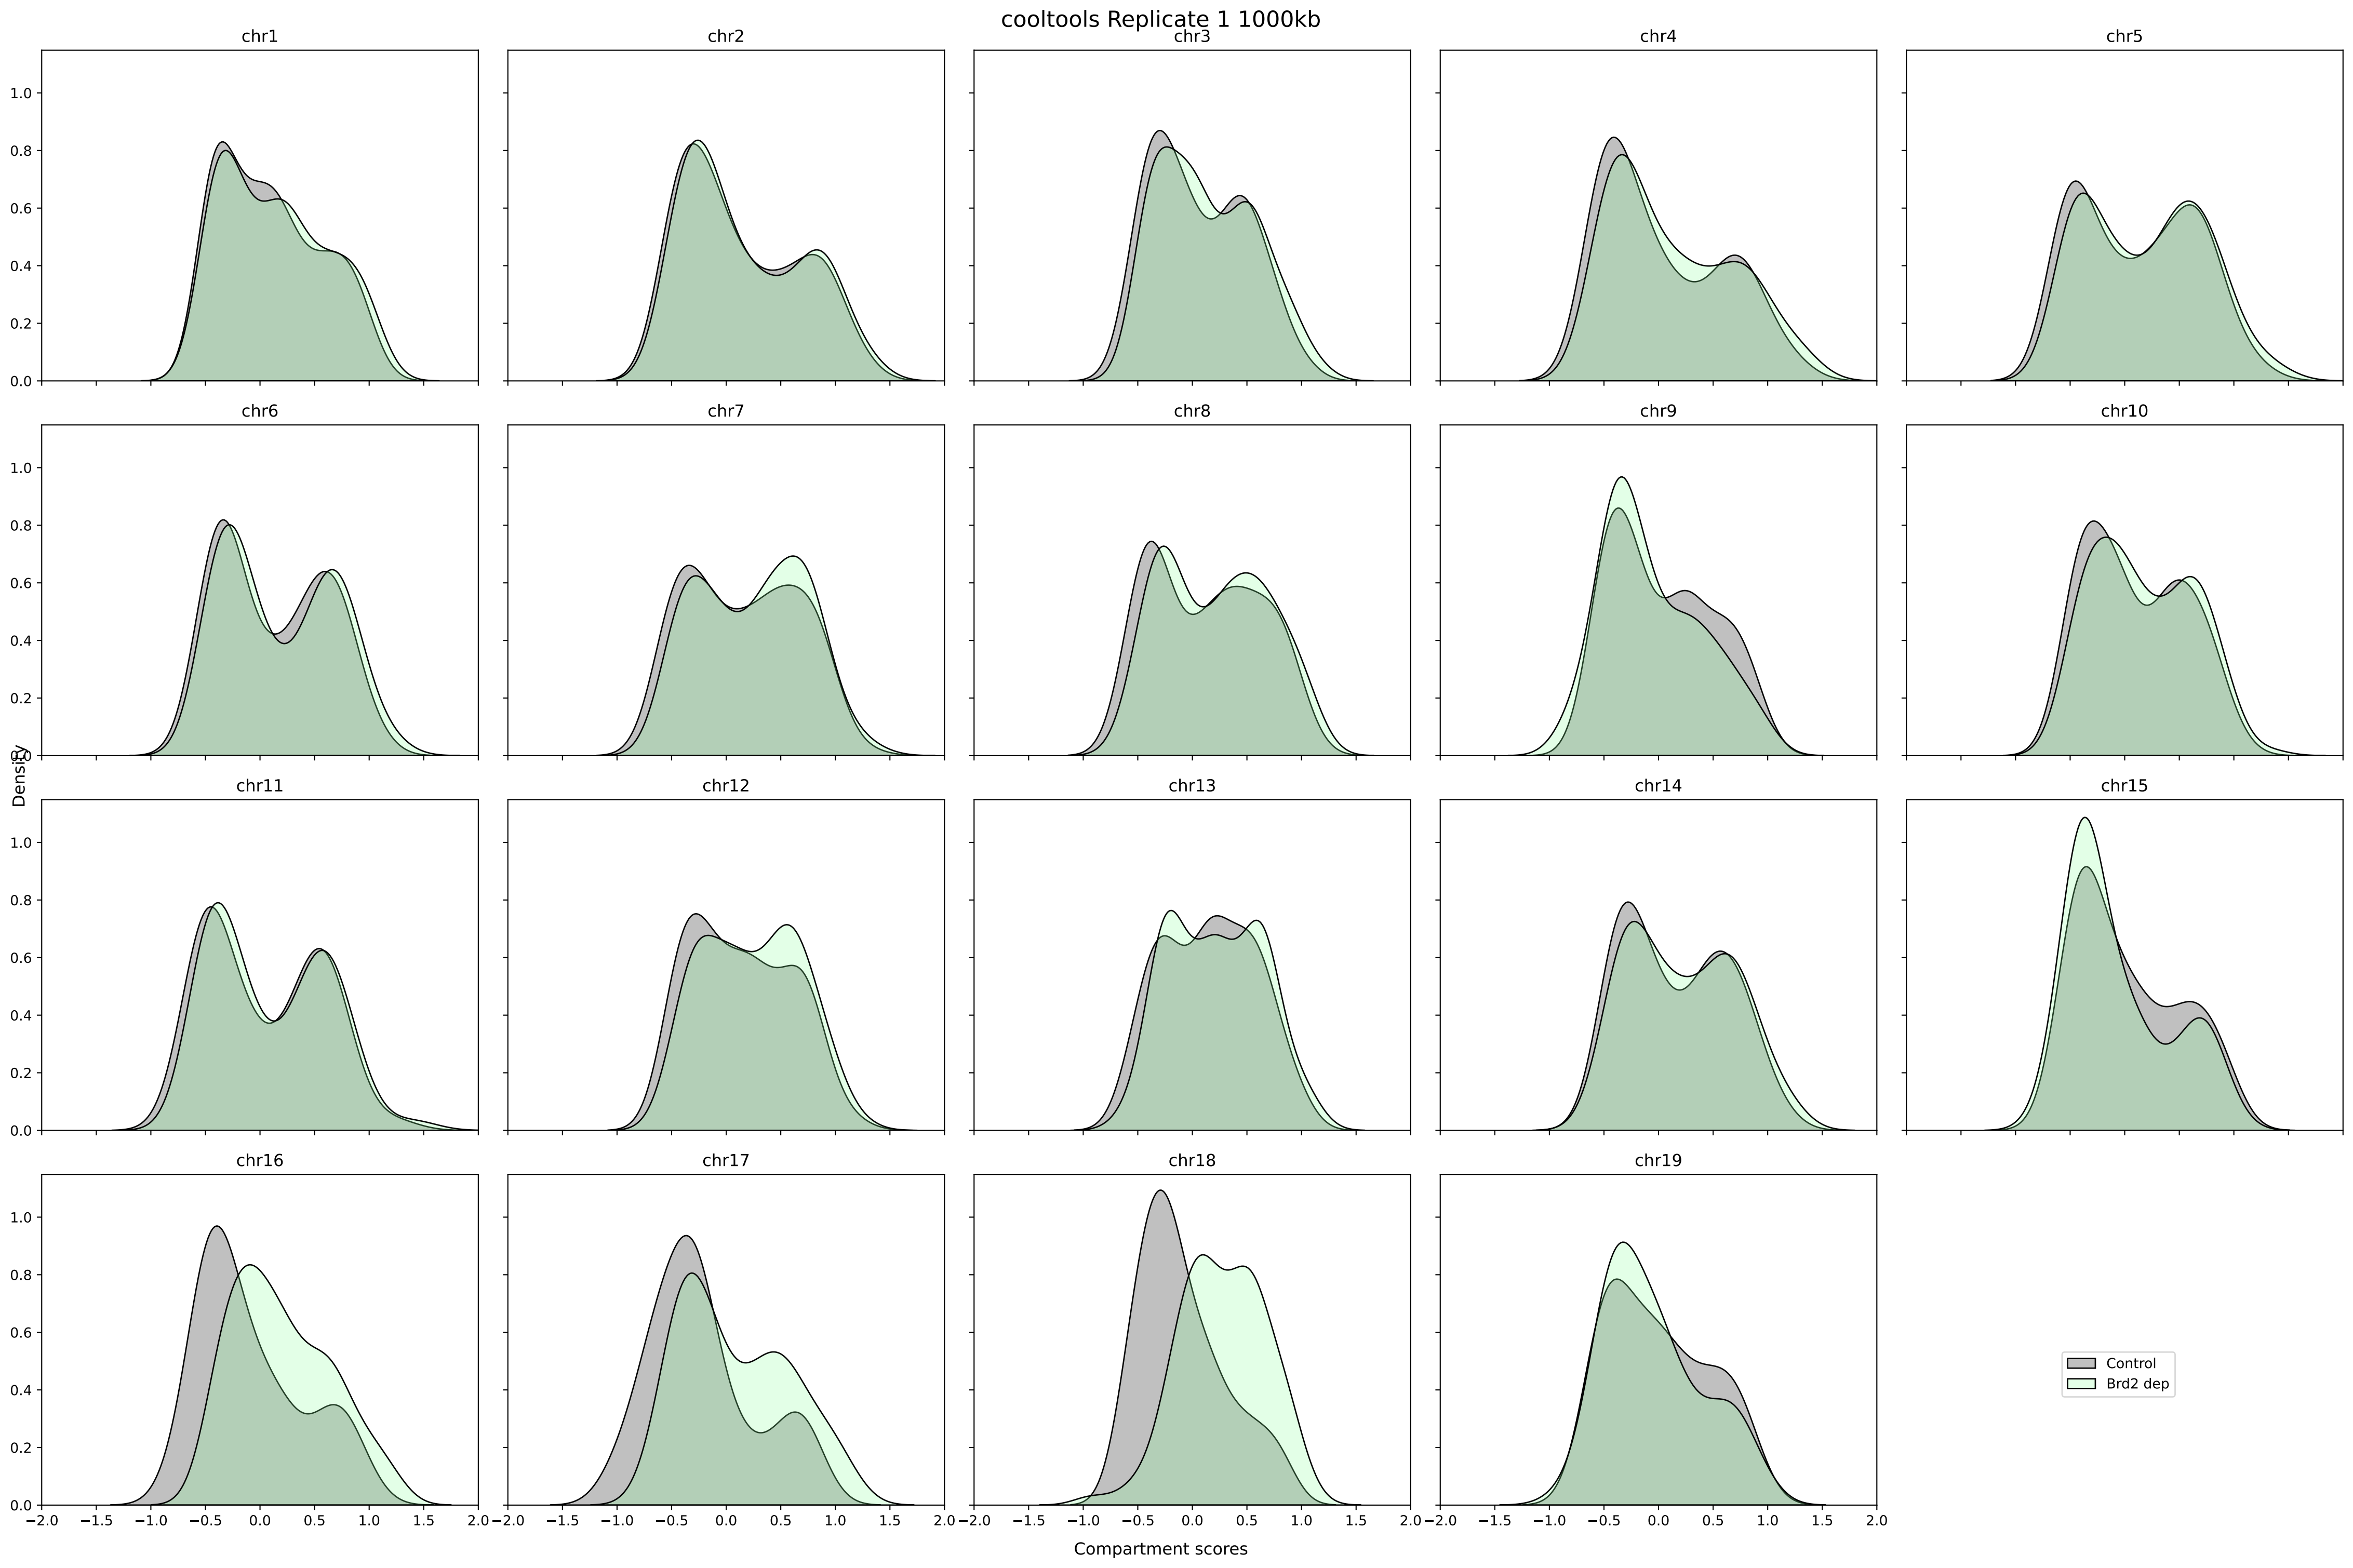 cooltools Replicate 1 1000kb
chr1 chr2 chr3 chr4 chr5
1.0
0.8
0.6
0.4
0.2
0.0
chr6 chr7 chr8 chr9 chr10
1.0
0.8
0.6
0.4
0.2
0.0
Density
chr11 chr12 chr13 chr14 chr15
1.0
0.8
0.6
0.4
0.2
0.0
chr16 chr17 chr18 chr19
1.0
0.8
0.6
0.4
0.2
0.0
Control
Brd2 dep
−2.0 −1.5 −1.0 −0.5 0.0 0.5 1.0 1.5 2.0 −2.0 −1.5 −1.0 −0.5 0.0 0.5 1.0 1.5 2.0 −2.0 −1.5 −1.0 −0.5 0.0 0.5 1.0 1.5 2.0 −2.0 −1.5 −1.0 −0.5 0.0 0.5 1.0 1.5 2.0
Compartment scores